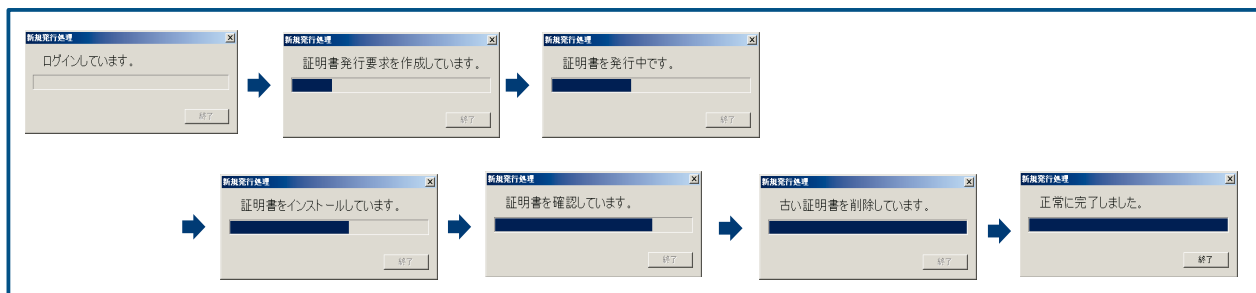 新規発行処理
ログインしています。
終了
新規発行処理
証明書発行要求を作成しています。
終了
新規発行処理
証明書を発行中です。
終了
新規発行処理
証明書をインストールしています。
終了
新規発行処理
証明書を確認しています。
終了
新規発行処理
古い証明書を削除しています。
終了
新規発行処理
正常に完了しました。
終了